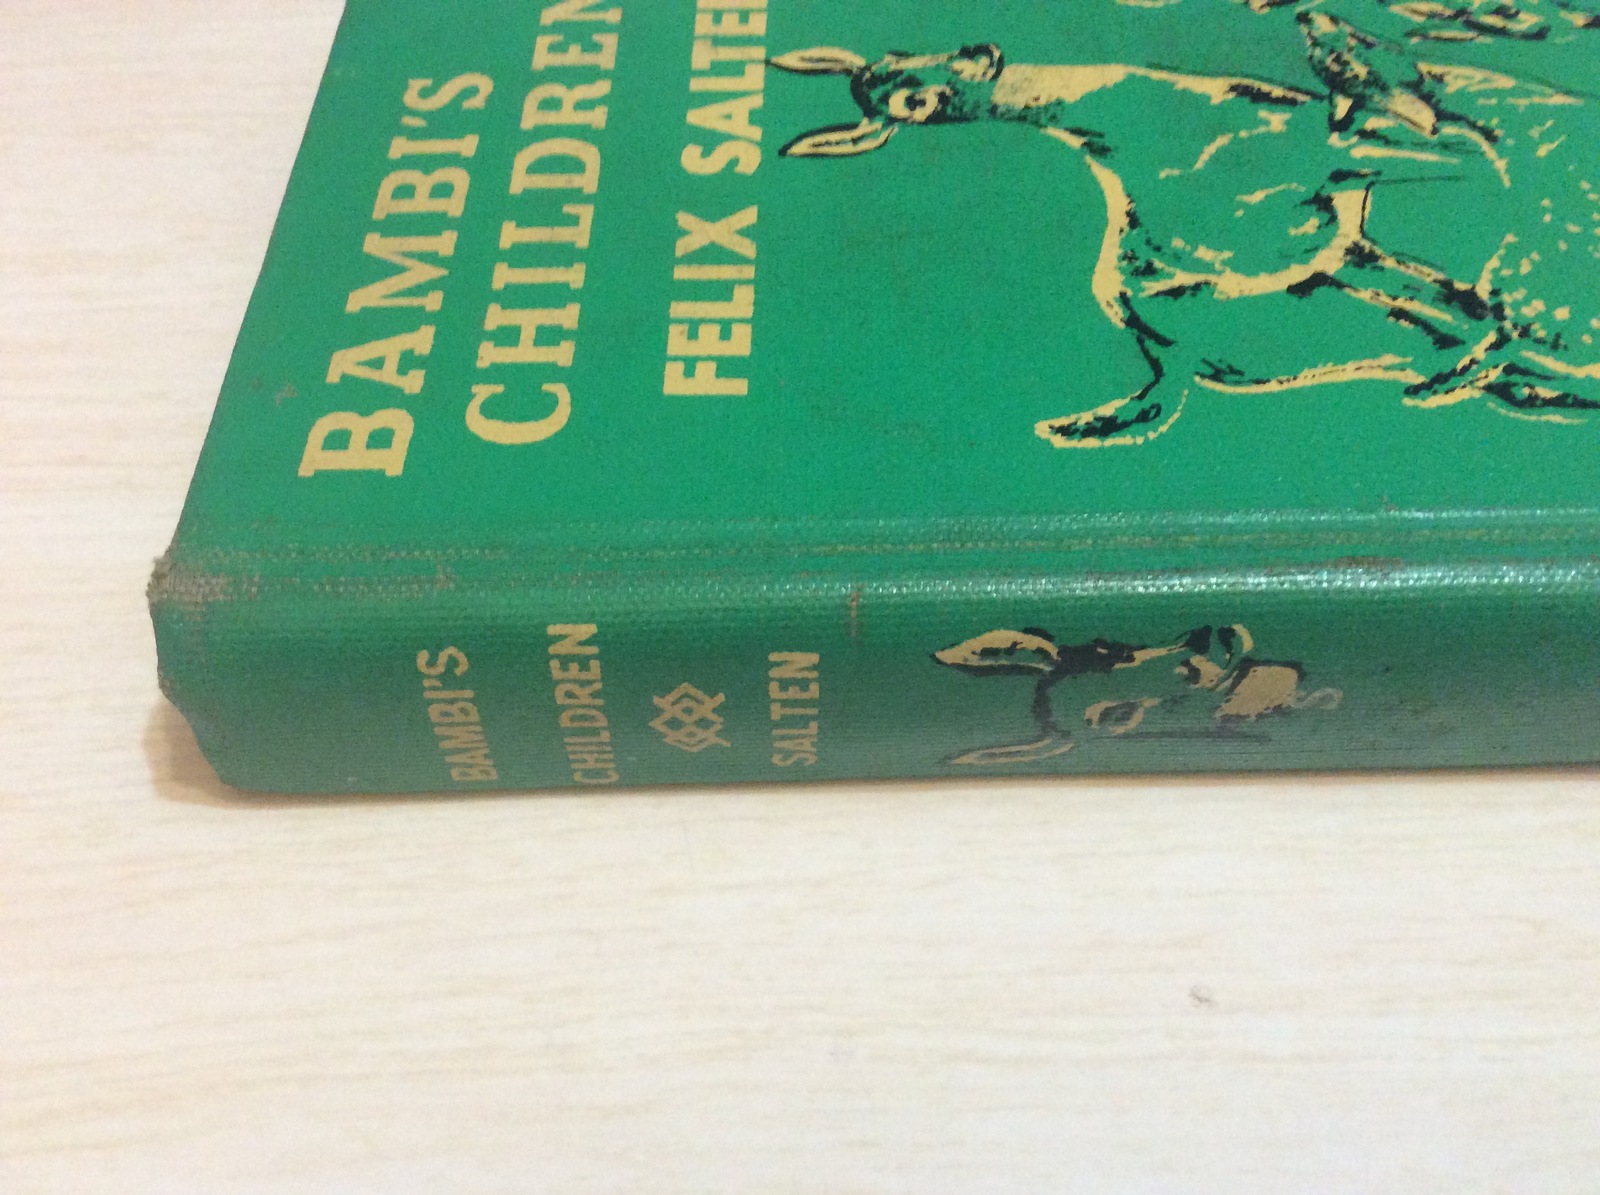 BAMBI'S
CHILDREN
FELIX SALTEN
BAMBI'S
CHILDREN
SALTEN